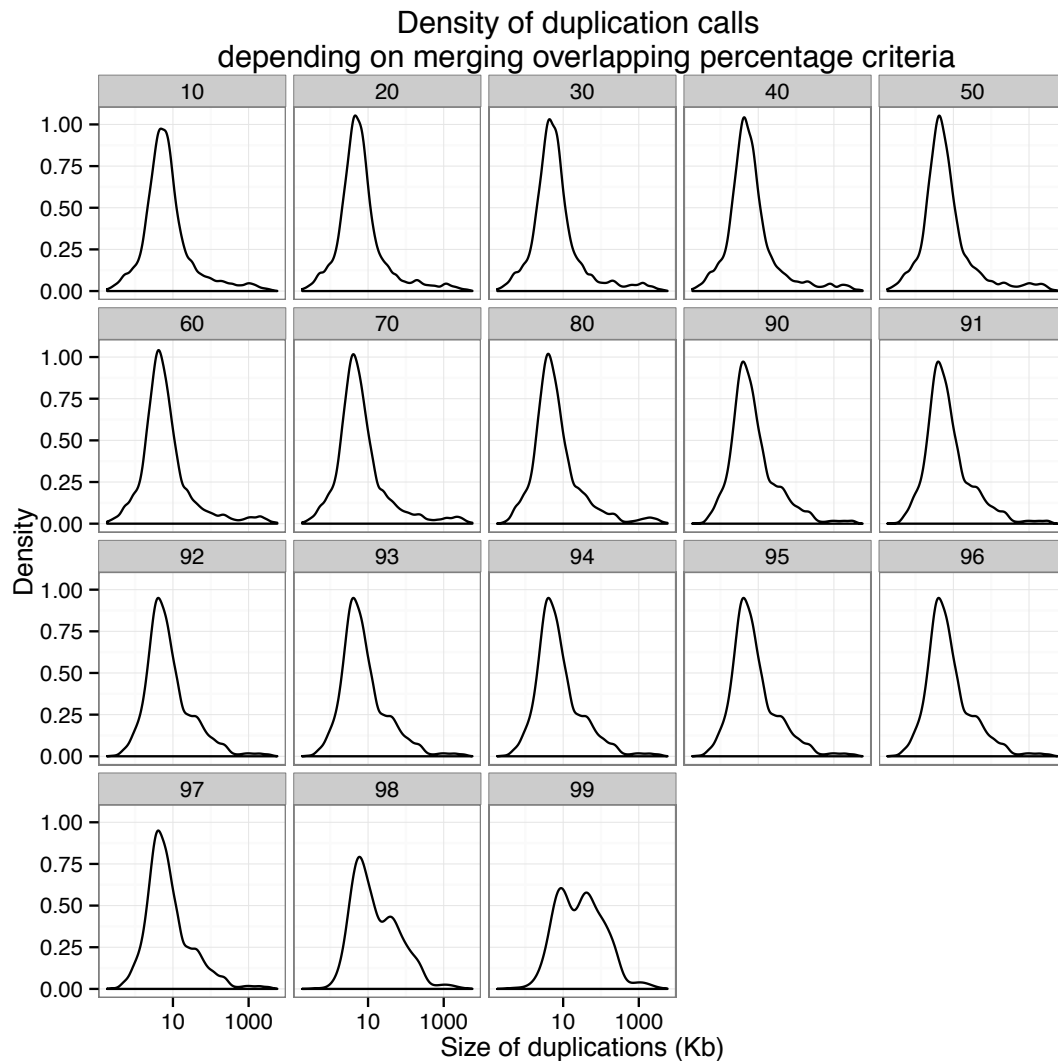 Density of duplication calls
depending on merging overlapping percentage criteria
10 20 30 40 50
1.00
0.75
0.50
0.25
0.00
60 70 80 90 91
1.00
0.75
0.50
0.25
0.00
92 93 94 95 96
1.00
0.75
0.50
0.25
0.00
97 98 99
1.00
0.75
0.50
0.25
0.00
10 1000 10 1000 10 1000
Density
Size of duplications (Kb)